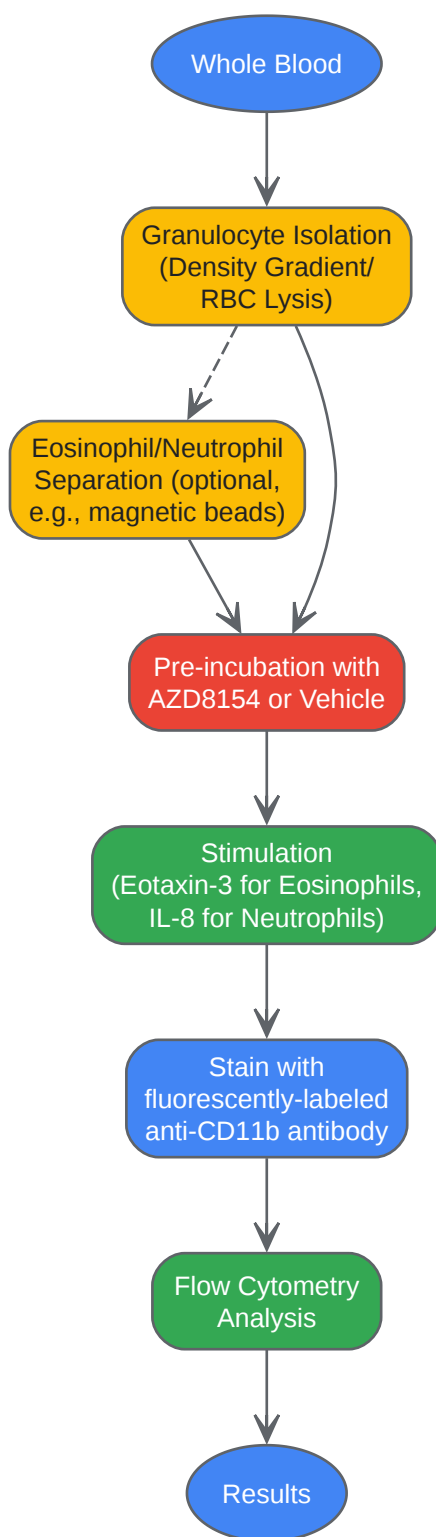 Whole Blood
Granulocyte Isolation
(Density Gradient/
RBC Lysis)
Eosinophil/Neutrophil
Separation (optional,
e.g., magnetic beads)
Pre-incubation with
AZD8154 or Vehicle
Stimulation
(Eotaxin-3 for Eosinophils,
IL-8 for Neutrophils)
Stain with
fluorescently-labeled
anti-CD11b antibody
Flow Cytometry
Analysis
Results